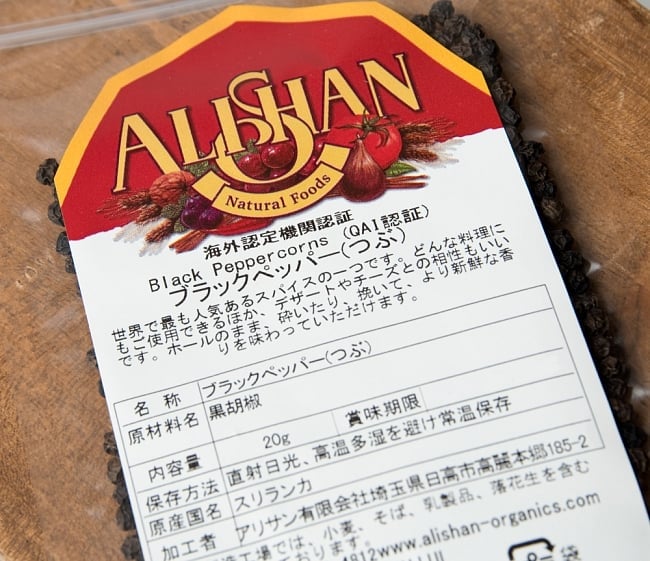 ALISHAN
Natural Foods
海外認定機関認証
Black Peppercorns (QAI認証)
ブラックペッパー(つぶ)
世界で最も人気あるスパイスの一つです。どんな料理に
もご使用できるほか、デザートやチーズとの相性もいい
です。ホールのまま、砕いたり、挽いて、より新鮮な香
りを味わっていただけます。
名 称 ブラックペッパー(つぶ)
原材料名 黒胡椒
内容量 20g 賞味期限
保存方法 直射日光、高温多湿を避け常温保存
原産国名 スリランカ
加工者 アリサン有限会社埼玉県日高市高麗本郷185-2
造工場では、小麦、そば、乳製品、落花生を含む
ております。
4812www.alishan-organics.com
袋